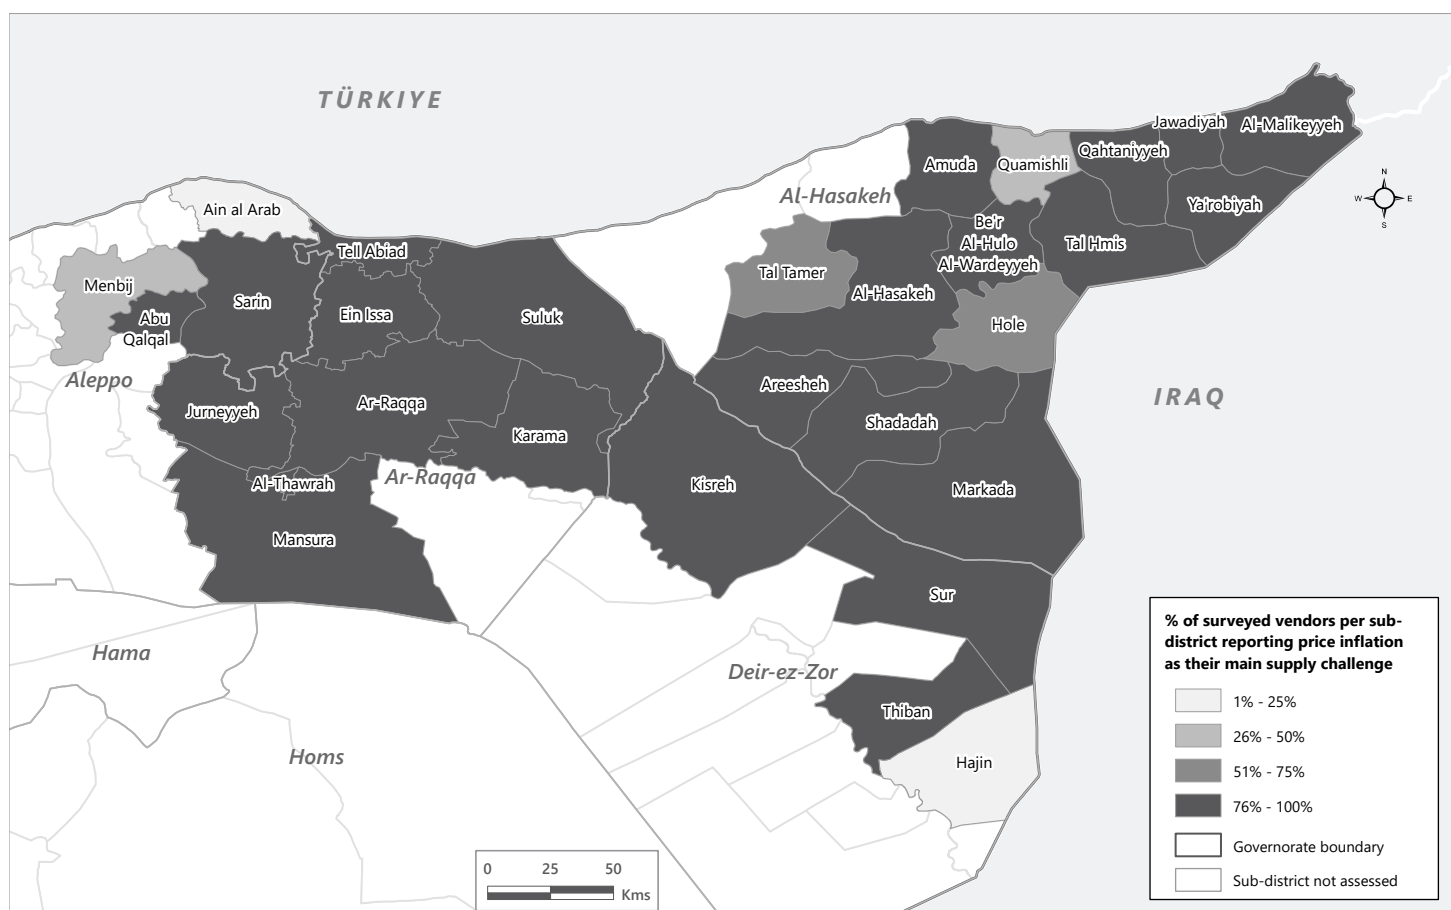 TÜRKIYE
Jawadiyah
Al-Malikeyyeh
Qahtaniyyeh
Amuda
Quamishli
N
W
E
S
Al-Hasakeh
Ya'robiyah
Ain al Arab
Be'r
Al-Hulo
Al-Wardeyyeh
Tal Hmis
Tell Abiad
Tal Tamer
Menbij
Sarin
Al-Hasakeh
Abu
Qalqal
Ein Issa
Suluk
Hole
Aleppo
Areesheh
IRAQ
Jurneyyeh
Ar-Raqqa
Shadadah
Karama
Al-Thawrah
Ar-Raqqa
Kisreh
Markada
Mansura
Sur
Hama
Deir-ez-Zor
Thiban
Homs
Hajin
% of surveyed vendors per sub-
district reporting price inflation
as their main supply challenge
1% - 25%
26% - 50%
51% - 75%
76% - 100%
Governorate boundary
Sub-district not assessed
0 25 50
Kms